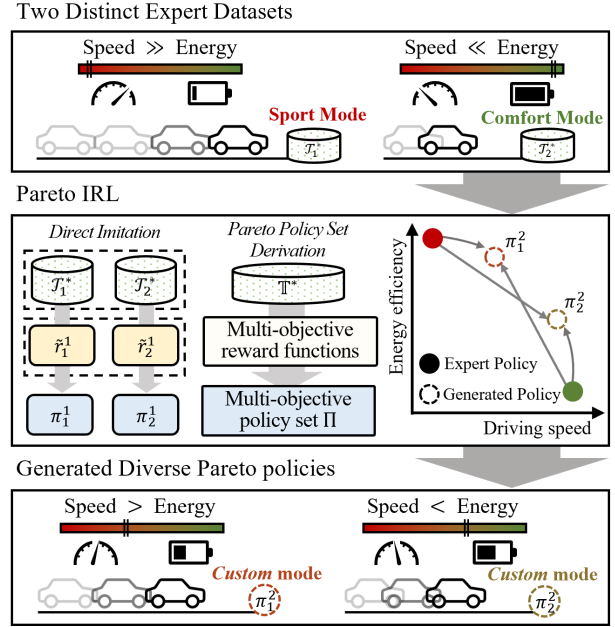 Two Distinct Expert Datasets
Speed ≫ Energy
Speed ≪ Energy
Sport Mode
Comfort Mode
𝒯₁*
𝒯₂*
Pareto IRL
Direct Imitation
Pareto Policy Set
Derivation
𝒯₁*
𝒯₂*
𝕋*
r̃₁¹
r̃₂¹
Multi-objective
reward functions
π₁¹
π₂¹
Multi-objective
policy set Π
Energy efficiency
π₁²
π₂²
Expert Policy
Generated Policy
Driving speed
Generated Diverse Pareto policies
Speed > Energy
Speed < Energy
Custom mode
Custom mode
π₁²
π₂²